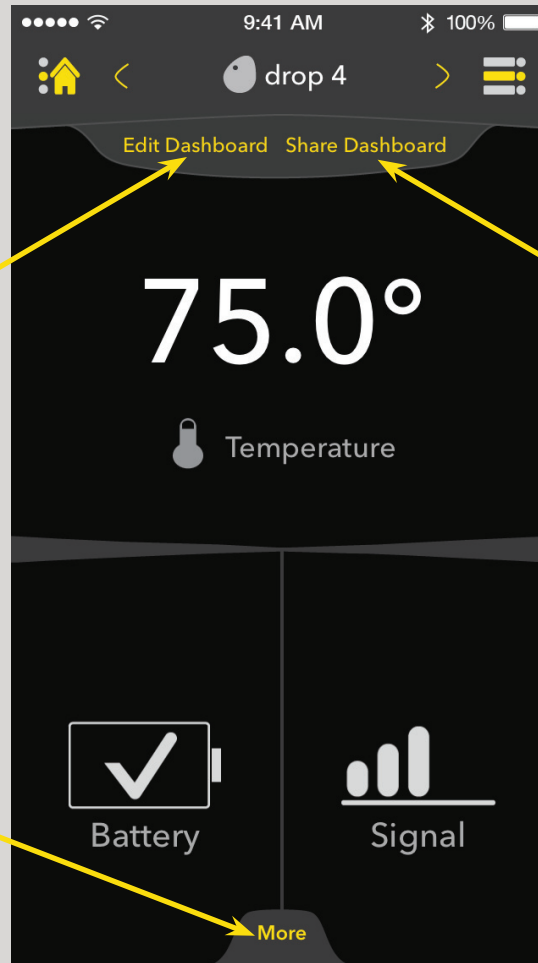 9:41 AM 100%
drop 4
Edit Dashboard Share Dashboard
75.0°
Temperature
Battery Signal
More